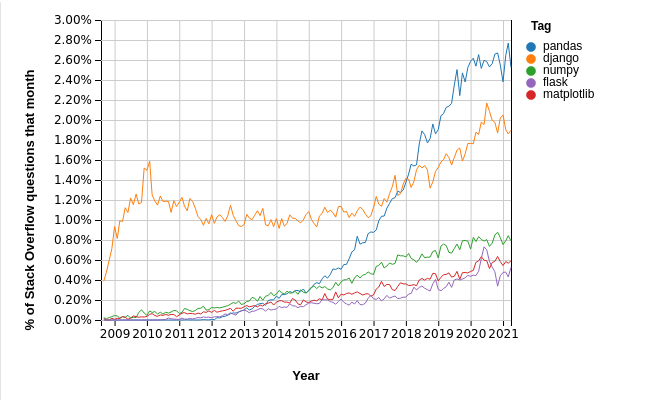 % of Stack Overflow questions that month
3.00%
2.80%
2.60%
2.40%
2.20%
2.00%
1.80%
1.60%
1.40%
1.20%
1.00%
0.80%
0.60%
0.40%
0.20%
0.00%
2009 2010 2011 2012 2013 2014 2015 2016 2017 2018 2019 2020 2021
Year
Tag
pandas
django
numpy
flask
matplotlib